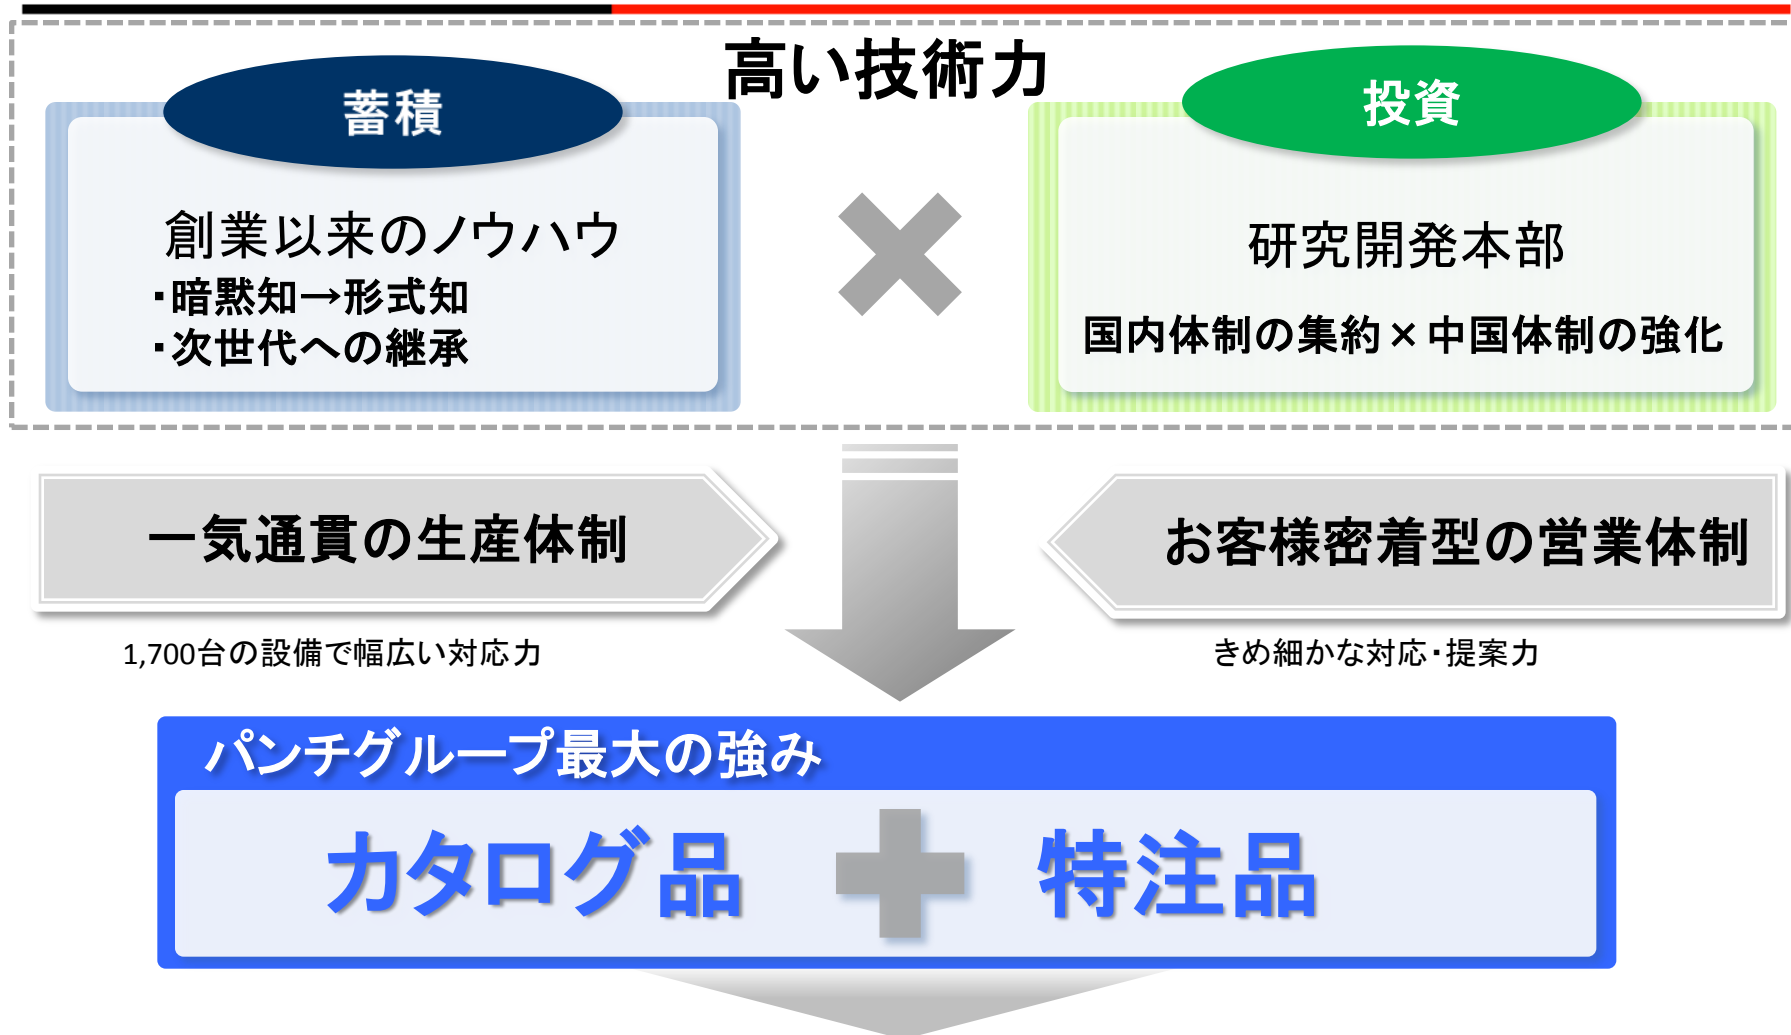 高い技術力
蓄積
創業以来のノウハウ
・暗黙知→形式知
・次世代への継承
投資
研究開発本部
国内体制の集約×中国体制の強化
一気通貫の生産体制
1,700台の設備で幅広い対応力
お客様密着型の営業体制
きめ細かな対応・提案力
パンチグループ最大の強み
カタログ品
特注品